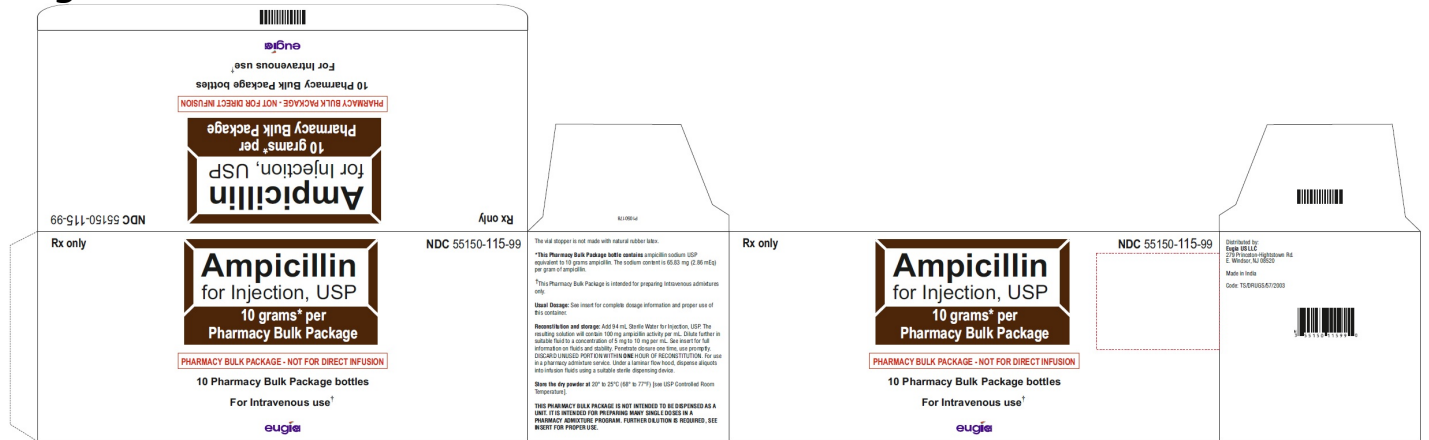 eugia
For Intravenous use†
10 Pharmacy Bulk Package bottles
PHARMACY BULK PACKAGE - NOT FOR DIRECT INFUSION
10 grams* per
Pharmacy Bulk Package
Ampicillin
for Injection, USP
NDC 55150-115-99
Rx only
Rx only
NDC 55150-115-99
Ampicillin
for Injection, USP
10 grams* per
Pharmacy Bulk Package
PHARMACY BULK PACKAGE - NOT FOR DIRECT INFUSION
10 Pharmacy Bulk Package bottles
For Intravenous use†
eugia
The vial stopper is not made with natural rubber latex.
*This Pharmacy Bulk Package bottle contains ampicillin sodium USP
equivalent to 10 grams ampicillin. The sodium content is 65.83 mg (2.86 mEq)
per gram of ampicillin.
†This Pharmacy Bulk Package is intended for preparing Intravenous admixtures
only.
Usual Dosage: See insert for complete dosage information and proper use of
this container.
Reconstitution and storage: Add 94 mL Sterile Water for Injection, USP. The
resulting solution will contain 100 mg ampicillin activity per mL. Dilute further in
suitable fluid to a concentration of 5 mg to 10 mg per mL. See insert for full
information on fluids and stability. Penetrate closure one time, use promptly.
DISCARD UNUSED PORTION WITHIN ONE HOUR OF RECONSTITUTION. For use
in a pharmacy admixture service. Under a laminar flow hood, dispense aliquots
into infusion fluids using a suitable sterile dispensing device.
Store the dry powder at 20° to 25°C (68° to 77°F) [see USP Controlled Room
Temperature].
THIS PHARMACY BULK PACKAGE IS NOT INTENDED TO BE DISPENSED AS A
UNIT. IT IS INTENDED FOR PREPARING MANY SINGLE DOSES IN A
PHARMACY ADMIXTURE PROGRAM. FURTHER DILUTION IS REQUIRED, SEE
INSERT FOR PROPER USE.
Rx only
NDC 55150-115-99
Ampicillin
for Injection, USP
10 grams* per
Pharmacy Bulk Package
PHARMACY BULK PACKAGE - NOT FOR DIRECT INFUSION
10 Pharmacy Bulk Package bottles
For Intravenous use†
eugia
Distributed by:
Eugia US LLC
279 Princeton-Hightstown Rd.
E. Windsor, NJ 08520
Made in India
Code: TS/DRUGS/57/2003